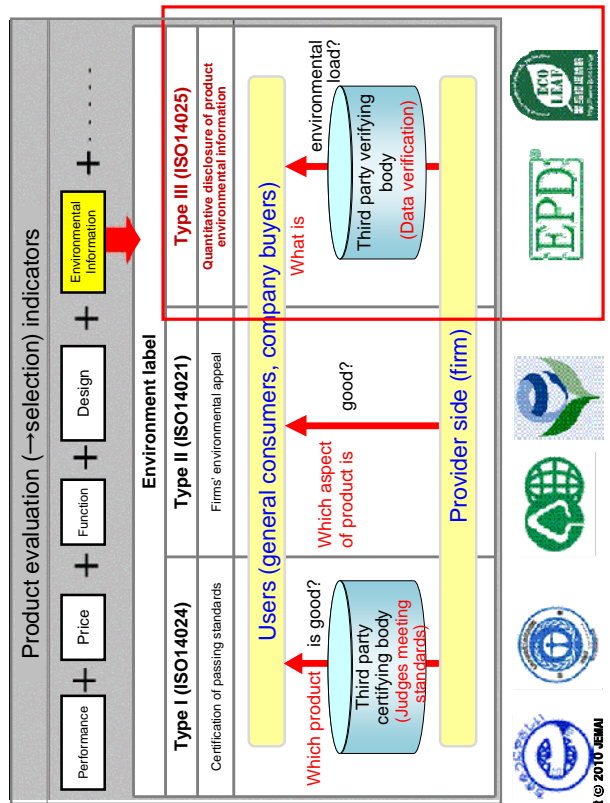 Product evaluation (→selection) indicators
Performance
+
Price
+
Function
+
Design
+
Environmental
Information
+ . . . . . .
Environment label
Type I (ISO14024)
Type II (ISO14021)
Type III (ISO14025)
Certification of passing standards
Firms' environmental appeal
Quantitative disclosure of product
environmental information
Users (general consumers, company buyers)
Which product is good?
Which aspect good?
of product is
What is environmental load?
Third party
certifying body
(Judges meeting
standards)
Third party verifying
body
(Data verification)
Provider side (firm)
EPD®
ECO
LEAF
© 2010 JEMAI